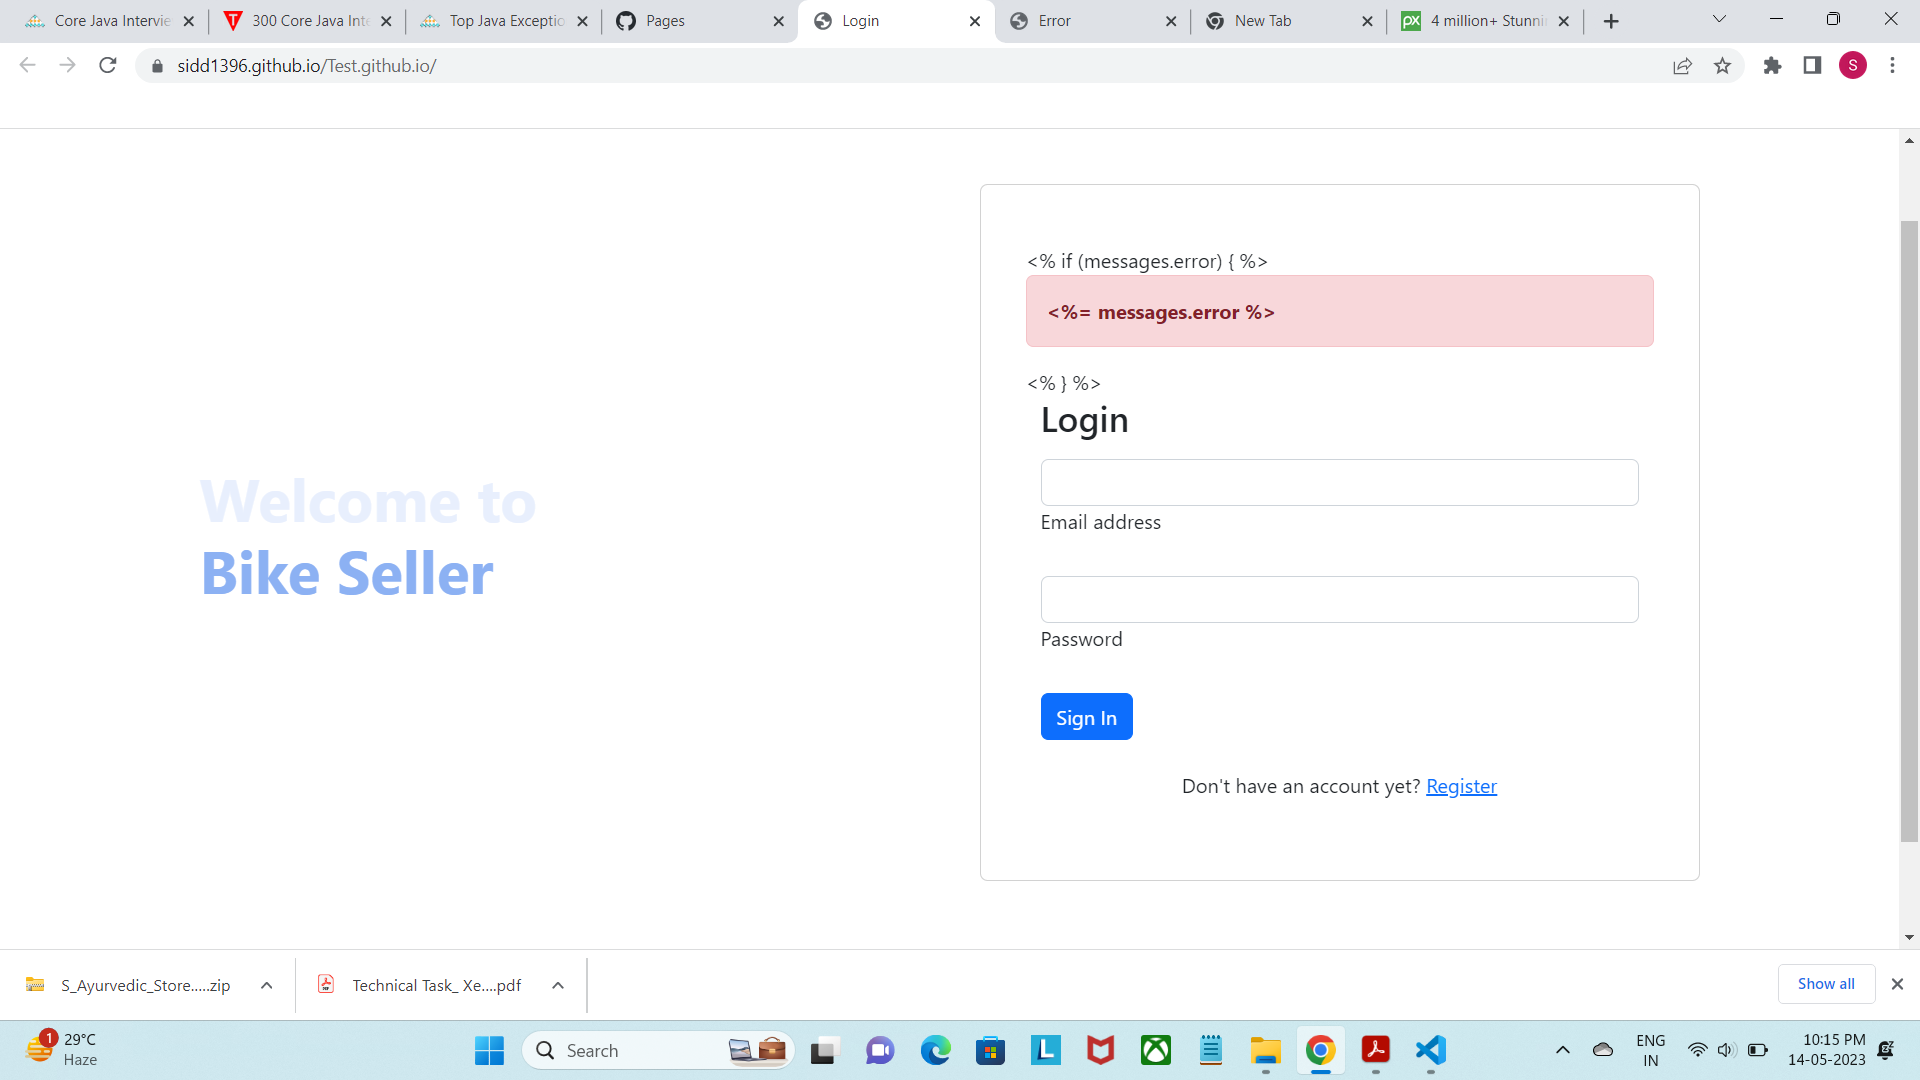 Core Java Intervie
300 Core Java Inte
Top Java Exceptio
Pages
Login
Error
New Tab
px
4 million+ Stunnin
sidd1396.github.io/Test.github.io/
S
<% if (messages.error) { %>
<%= messages.error %>
<% } %>
Login
Email address
Password
Sign In
Don't have an account yet? Register
Welcome to
Bike Seller
S_Ayurvedic_Store.....zip
Technical Task_ Xe....pdf
Show all
1
29°C
Haze
Search
L
ENG
IN
10:15 PM
14-05-2023